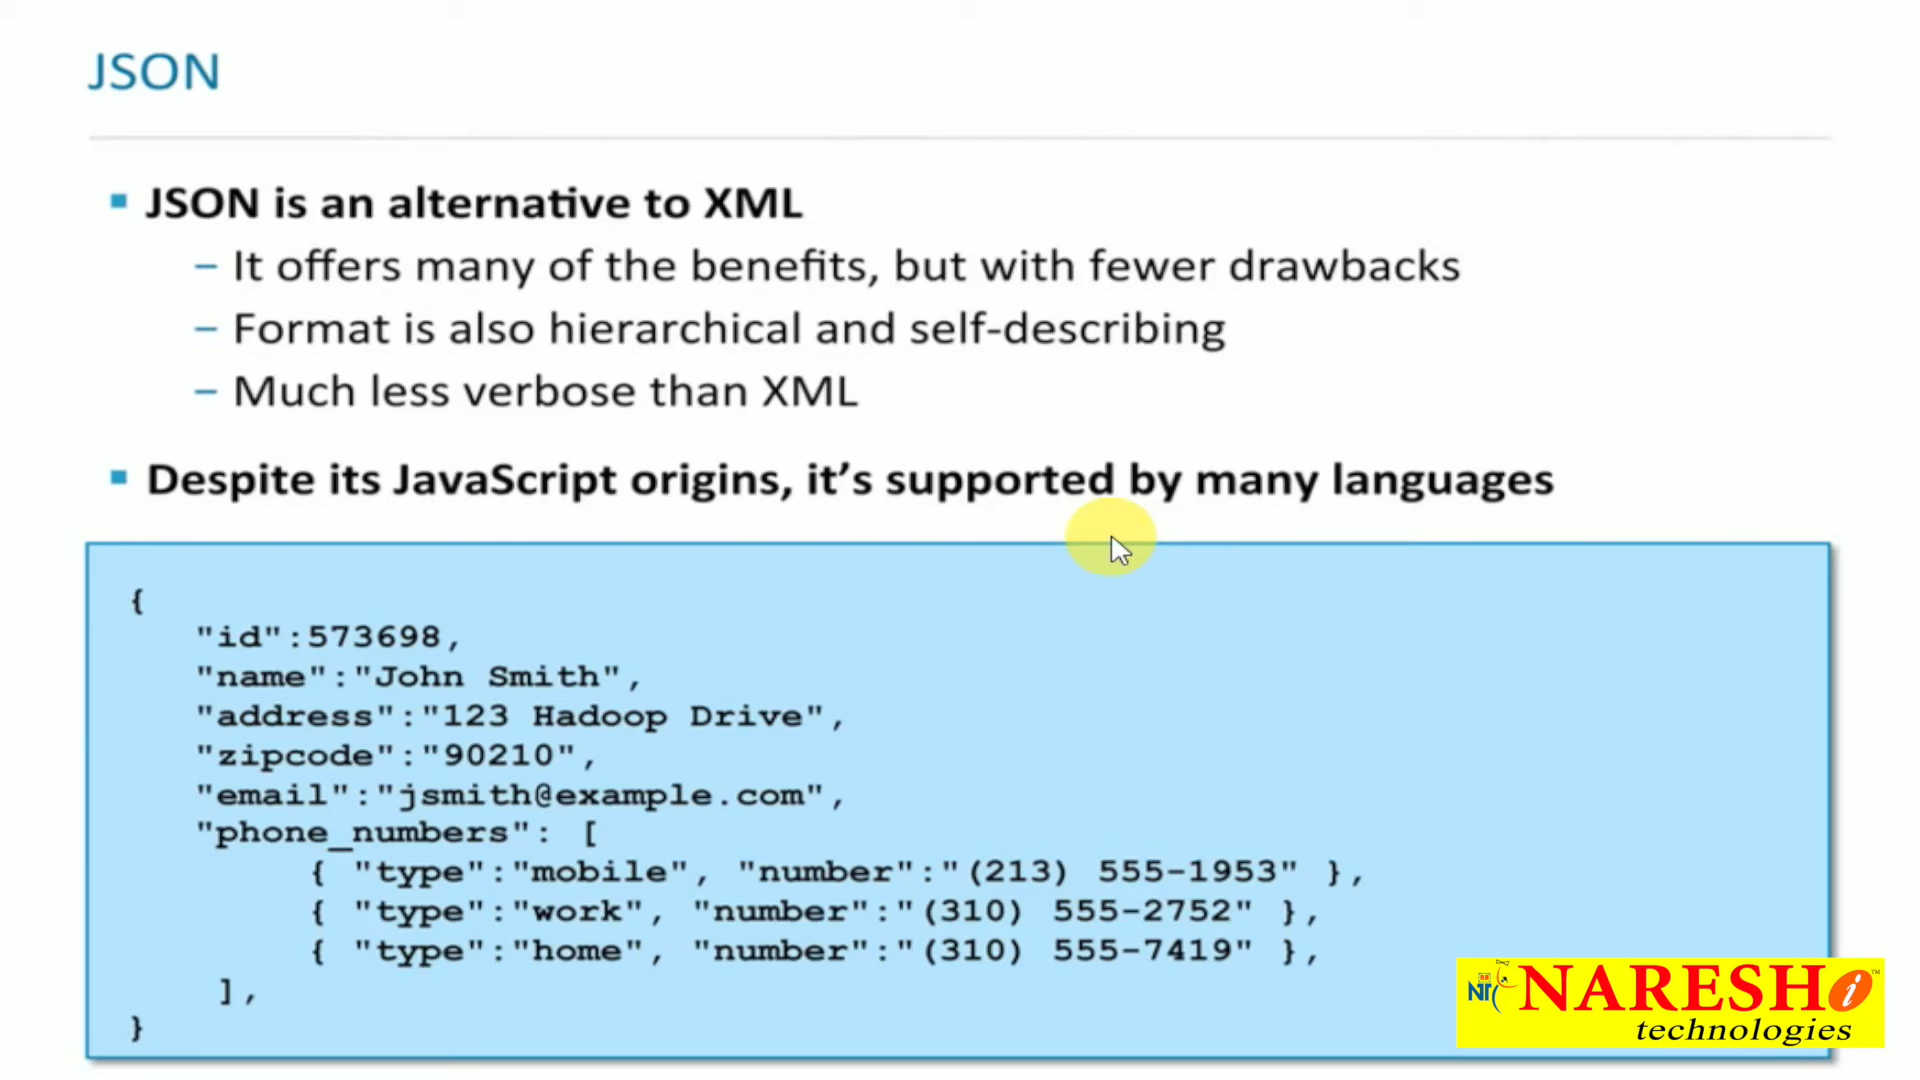 JSON
JSON is an alternative to XML
– It offers many of the benefits, but with fewer drawbacks
– Format is also hierarchical and self-describing
– Much less verbose than XML
Despite its JavaScript origins, it's supported by many languages
{
"id":573698,
"name":"John Smith",
"address":"123 Hadoop Drive",
"zipcode":"90210",
"email":"jsmith@example.com",
"phone_numbers": [
{ "type":"mobile", "number":"(213) 555-1953" },
{ "type":"work", "number":"(310) 555-2752" },
{ "type":"home", "number":"(310) 555-7419" },
],
}
NT NARESH i ™
technologies